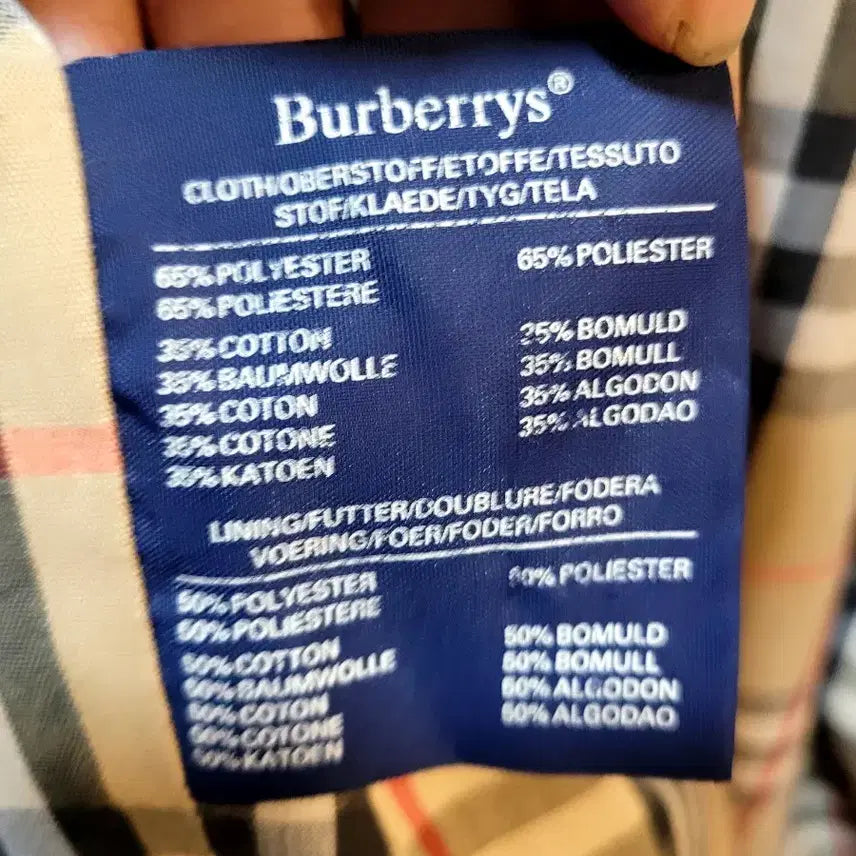 Burberrys®
CLOTH/OBERSTOFF/ETOFFE/TESSUTO
STOF/KLAEDE/TYG/TELA
65% POLYESTER
65% POLIESTERE
65% POLIESTER
35% COTTON
35% BAUMWOLLE
35% COTON
35% COTONE
35% KATOEN
35% BOMULD
35% BOMULL
35% ALGODON
35% ALGODAO
LINING/FUTTER/DOUBLURE/FODERA
VOERING/FOER/FODER/FORRO
50% POLYESTER
50% POLIESTERE
50% POLIESTER
50% COTTON
50% BAUMWOLLE
50% COTON
50% COTONE
50% KATOEN
50% BOMULD
50% BOMULL
50% ALGODON
50% ALGODAO